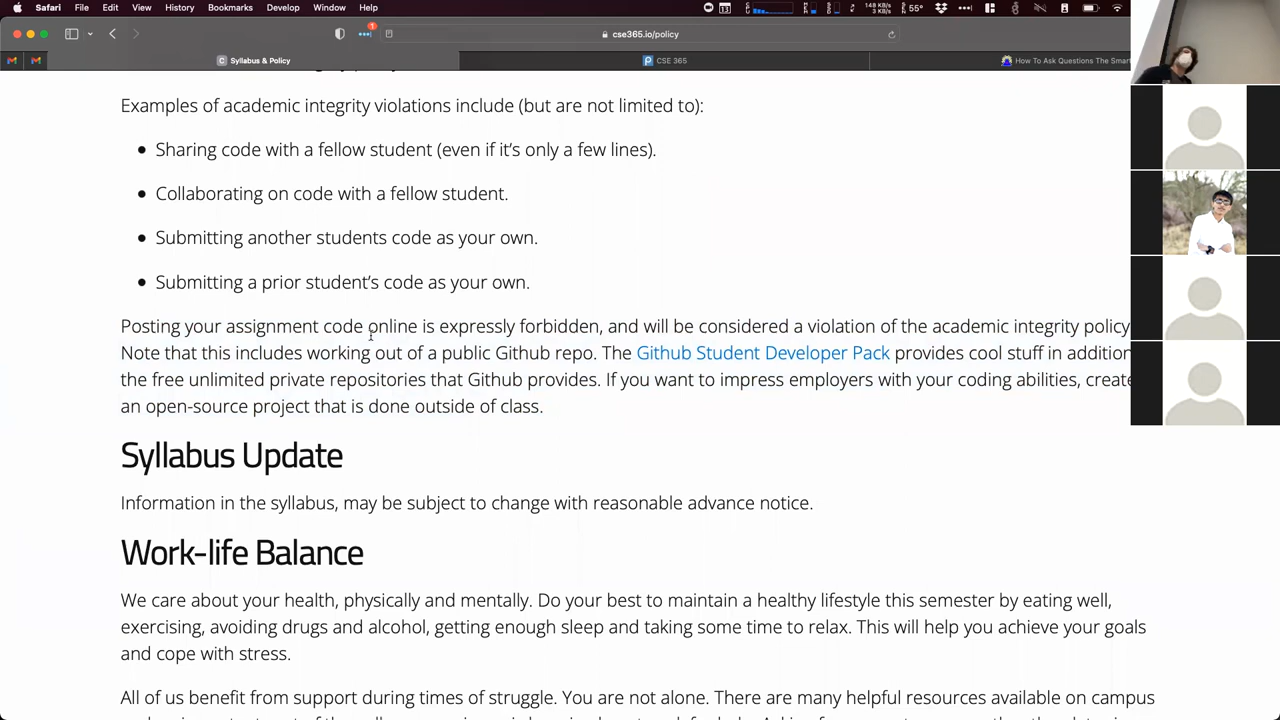 Safari File Edit View History Bookmarks Develop Window Help 148 KB/s 3 KB/s 55°
cse365.io/policy
Syllabus & Policy CSE 365 How To Ask Questions The Smart
Examples of academic integrity violations include (but are not limited to):
Sharing code with a fellow student (even if it's only a few lines).
Collaborating on code with a fellow student.
Submitting another students code as your own.
Submitting a prior student's code as your own.
Posting your assignment code online is expressly forbidden, and will be considered a violation of the academic integrity policy
Note that this includes working out of a public Github repo. The Github Student Developer Pack provides cool stuff in addition
the free unlimited private repositories that Github provides. If you want to impress employers with your coding abilities, create
an open-source project that is done outside of class.
Syllabus Update
Information in the syllabus, may be subject to change with reasonable advance notice.
Work-life Balance
We care about your health, physically and mentally. Do your best to maintain a healthy lifestyle this semester by eating well,
exercising, avoiding drugs and alcohol, getting enough sleep and taking some time to relax. This will help you achieve your goals
and cope with stress.
All of us benefit from support during times of struggle. You are not alone. There are many helpful resources available on campus